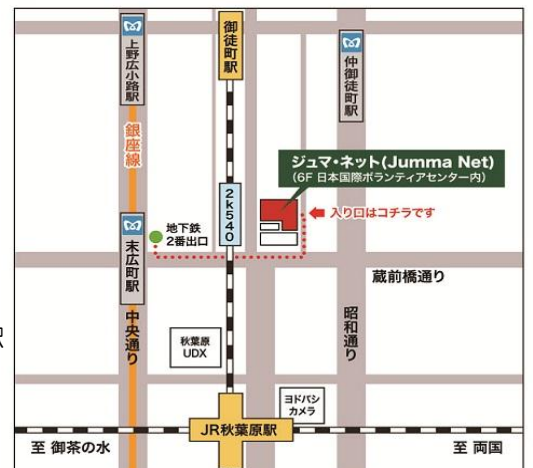 上野広小路駅
御徒町駅
仲御徒町駅
銀座線
ジュマ・ネット(Jumma Net)
(6F 日本国際ボランティアセンター内)
2k540
入り口はコチラです
地下鉄
2番出口
末広町駅
蔵前橋通り
中央通り
昭和通り
秋葉原
UDX
ヨドバシ
カメラ
JR秋葉原駅
至 御茶の水
至 両国